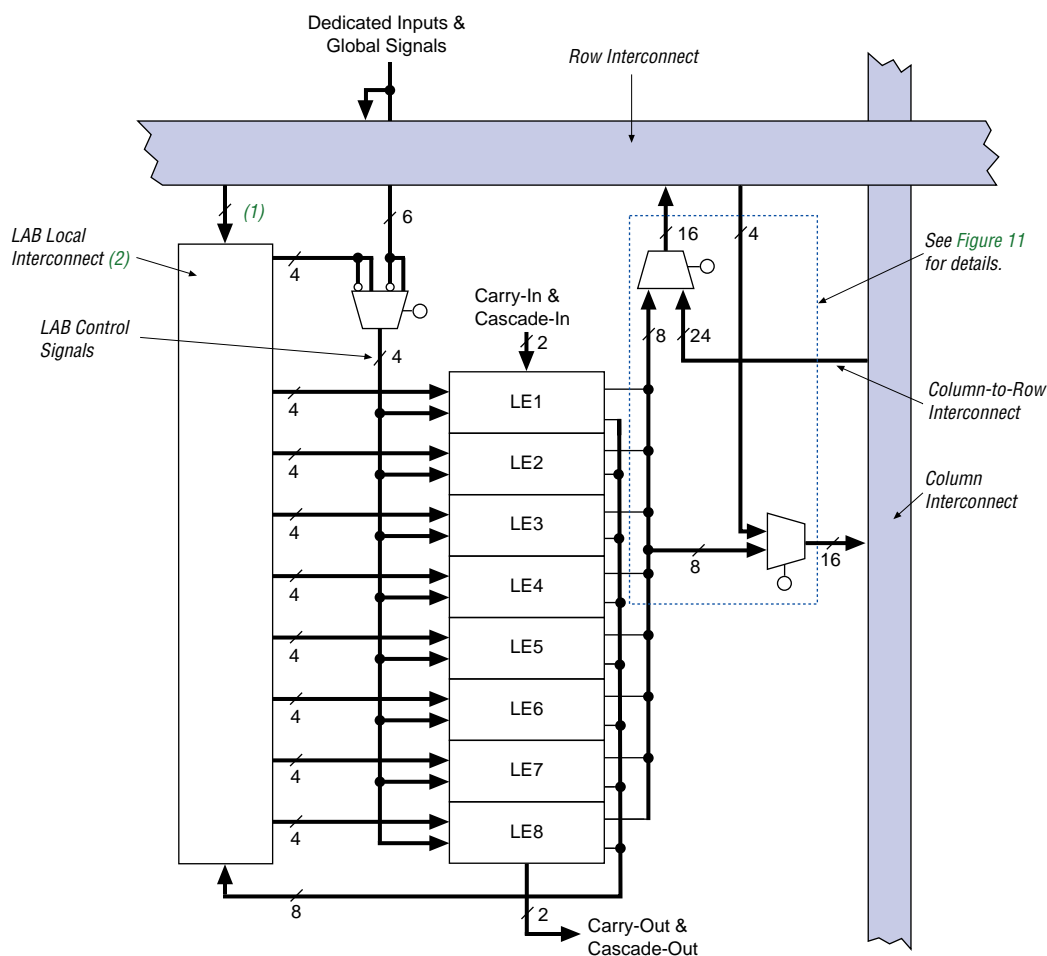 Dedicated Inputs &
Global Signals
Row Interconnect
(1)
6
16
4
LAB Local
Interconnect (2)
4
See Figure 11
for details.
Carry-In &
Cascade-In
LAB Control
Signals
4
2
8
24
Column-to-Row
Interconnect
4
LE1
4
LE2
Column
Interconnect
4
LE3
8
16
4
LE4
4
LE5
4
LE6
4
LE7
4
LE8
8
2
Carry-Out &
Cascade-Out